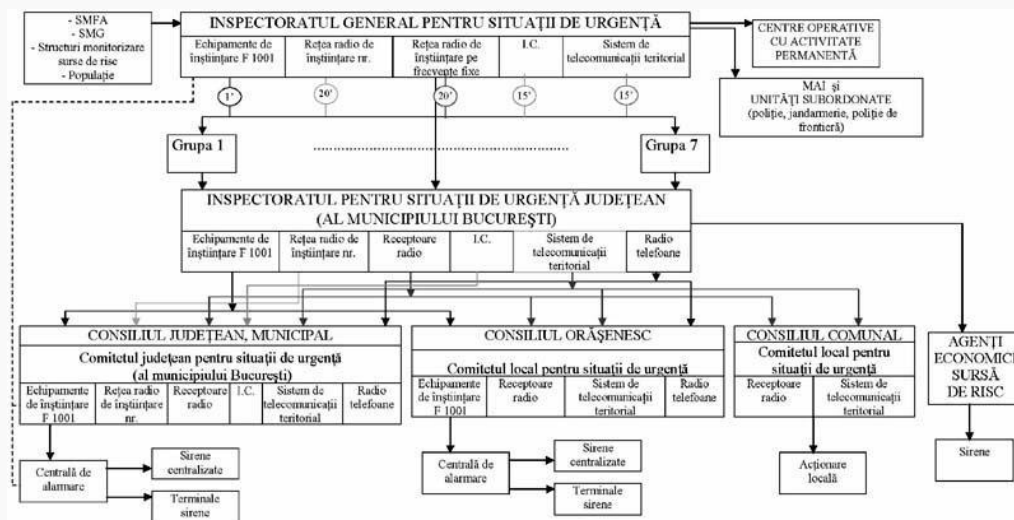 - SMFA
- SMG
- Structuri monitorizare
surse de risc
- Populație
INSPECTORATUL GENERAL PENTRU SITUAȚII DE URGENȚĂ
Echipamente de
înștiințare F 1001
Rețea radio de
înștiințare nr.
Rețea radio de
înștiințare pe
frecvențe fixe
I.C.
Sistem de
telecomunicații teritorial
CENTRE OPERATIVE
CU ACTIVITATE
PERMANENTĂ
MAI și
UNITĂȚI SUBORDONATE
(poliție, jandarmerie, poliție de
frontieră)
1'
20'
20'
15'
15'
Grupa 1
Grupa 7
INSPECTORATUL PENTRU SITUAȚII DE URGENȚĂ JUDEȚEAN
(AL MUNICIPIULUI BUCUREȘTI)
Echipamente de
înștiințare F 1001
Rețea radio de
înștiințare nr.
Receptoare
radio
I.C.
Sistem de
telecomunicații
teritorial
Radio
telefoane
CONSILIUL JUDEȚEAN, MUNICIPAL
Comitetul județean pentru situații de urgență
(al municipiului București)
Echipamente
de înștiințare
F 1001
Rețea radio
de înștiințare
nr.
Receptoare
radio
I.C.
Sistem de
telecomunicații
teritorial
Radio
telefoane
CONSILIUL ORĂȘENESC
Comitetul local pentru situații de urgență
Echipamente
de înștiințare
F 1001
Receptoare
radio
Sistem de
telecomunicații
teritorial
Radio
telefoane
CONSILIUL COMUNAL
Comitetul local pentru
situații de urgență
Receptoare
radio
Sistem de
telecomunicații
teritorial
AGENȚI
ECONOMICI
SURSĂ
DE RISC
Centrală de
alarmare
Sirene
centralizate
Terminale
sirene
Centrală de
alarmare
Sirene
centralizate
Terminale
sirene
Acționare
locală
Sirene